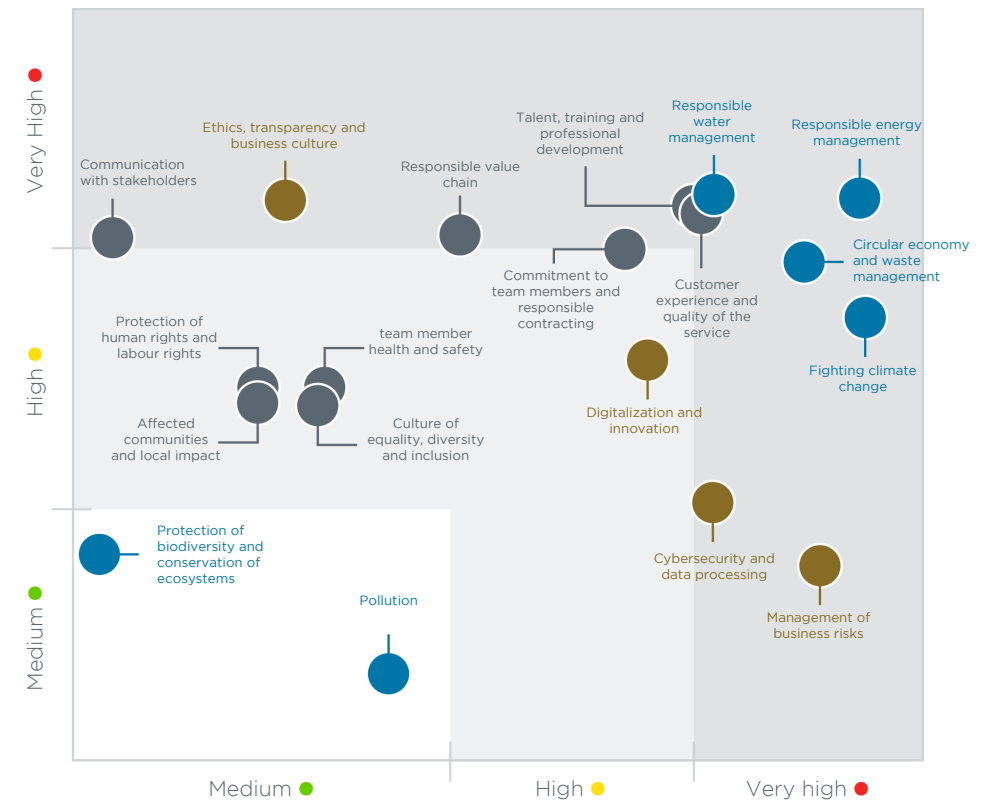 Very High
High
Medium
Communication
with stakeholders
Ethics, transparency and
business culture
Responsible value
chain
Talent, training and
professional
development
Responsible
water
management
Responsible energy
management
Circular economy
and waste
management
Commitment to
team members and
responsible
contracting
Customer
experience and
quality of the
service
Fighting climate
change
Protection of
human rights and
labour rights
team member
health and safety
Digitalization and
innovation
Affected
communities
and local impact
Culture of
equality, diversity
and inclusion
Protection of
biodiversity and
conservation of
ecosystems
Pollution
Cybersecurity and
data processing
Management of
business risks
Medium
High
Very high